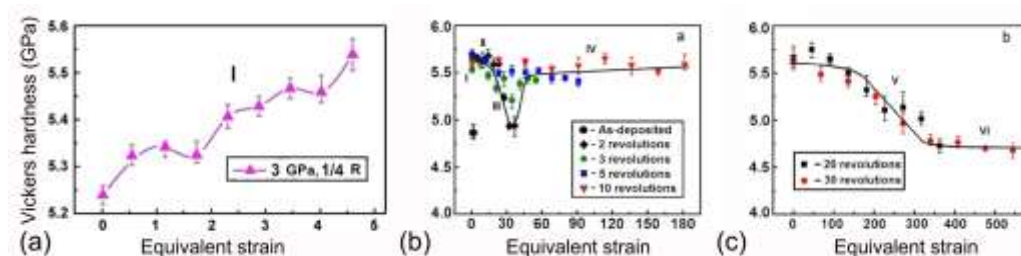 Vickers hardness (GPa)
5.6
5.5
5.4
5.3
5.2
I
3 GPa, 1/4 R
0 1 2 3 4 5
(a)
Equivalent strain
6.0
5.5
5.0
4.5
4.0
a
I
II
III
IV
- As-deposited
- 2 revolutions
- 3 revolutions
- 5 revolutions
- 10 revolutions
0 30 60 90 120 150 180
(b)
Equivalent strain
6.0
5.5
5.0
4.5
4.0
b
v
vi
- 20 revolutions
- 30 revolutions
0 100 200 300 400 500
(c)
Equivalent strain